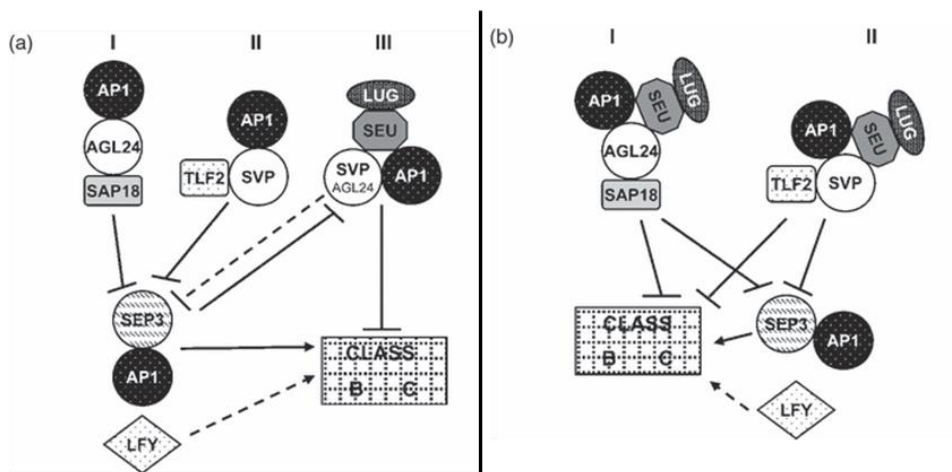 (a)
I
II
III
AP1
AGL24
SAP18
AP1
TLF2
SVP
LUG
SEU
SVP
AGL24
AP1
SEP3
AP1
LFY
CLASS
B C
(b)
I
II
AP1
SEU
LUG
AGL24
SAP18
AP1
SEU
LUG
TLF2
SVP
CLASS
B C
SEP3
AP1
LFY